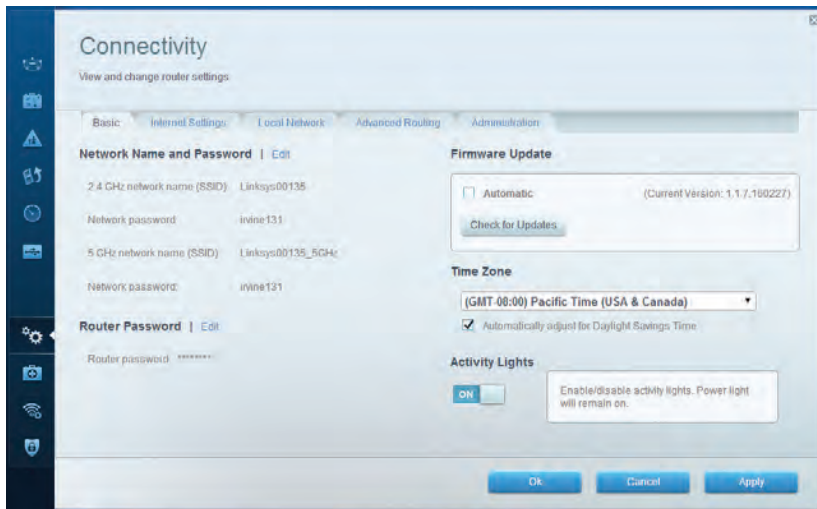 Connectivity
View and change router settings
Basic
Internet Settings
Local Network
Advanced Routing
Administration
Network Name and Password | Edit
2.4 GHz network name (SSID) Linksys00135
Network password irvine131
5 GHz network name (SSID) Linksys00135_5GHz
Network password: irvine131
Router Password | Edit
Router password ********
Firmware Update
Automatic (Current Version: 1.1.7.160227)
Check for Updates
Time Zone
(GMT-08:00) Pacific Time (USA & Canada)
Automatically adjust for Daylight Savings Time
Activity Lights
ON
Enable/disable activity lights. Power light
will remain on.
Ok
Cancel
Apply